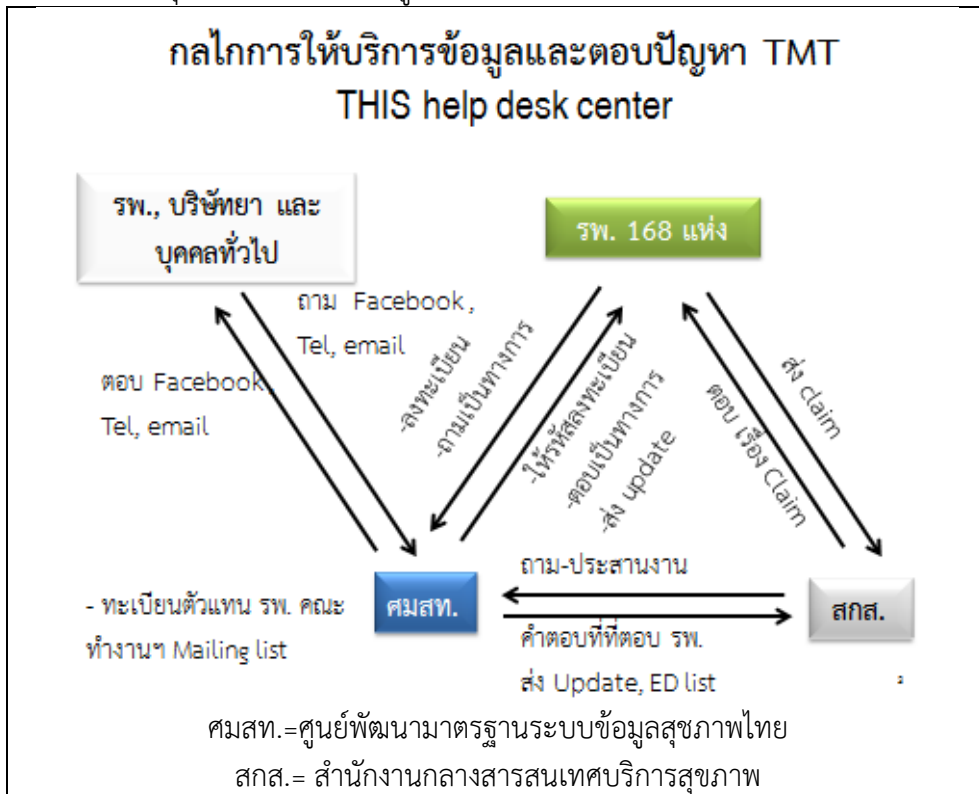 กลไกการให้บริการข้อมูลและตอบปัญหา TMT
THIS help desk center
รพ., บริษัทยา และ
บุคคลทั่วไป
รพ. 168 แห่ง
ถาม Facebook,
Tel, email
ตอบ Facebook,
Tel, email
-ลงทะเบียน
-ถามเป็นทางการ
-ให้รหัสลงทะเบียน
-ตอบเป็นทางการ
-ส่ง update
ส่ง claim
ตอบ เรื่อง Claim
ถาม-ประสานงาน
- ทะเบียนตัวแทน รพ. คณะ
ทำงานฯ Mailing list
ศมสท.
สกส.
คำตอบที่ที่ตอบ รพ.
ส่ง Update, ED list
ศมสท.=ศูนย์พัฒนามาตรฐานระบบข้อมูลสุขภาพไทย
สกส.= สำนักงานกลางสารสนเทศบริการสุขภาพ